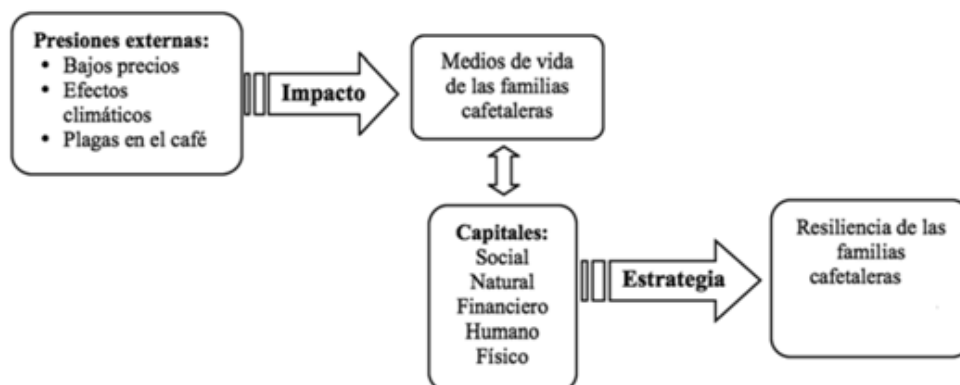 Presiones externas:
• Bajos precios
• Efectos
climáticos
• Plagas en el café
Impacto
Medios de vida
de las familias
cafetaleras
Capitales:
Social
Natural
Financiero
Humano
Físico
Estrategia
Resiliencia de las
familias
cafetaleras